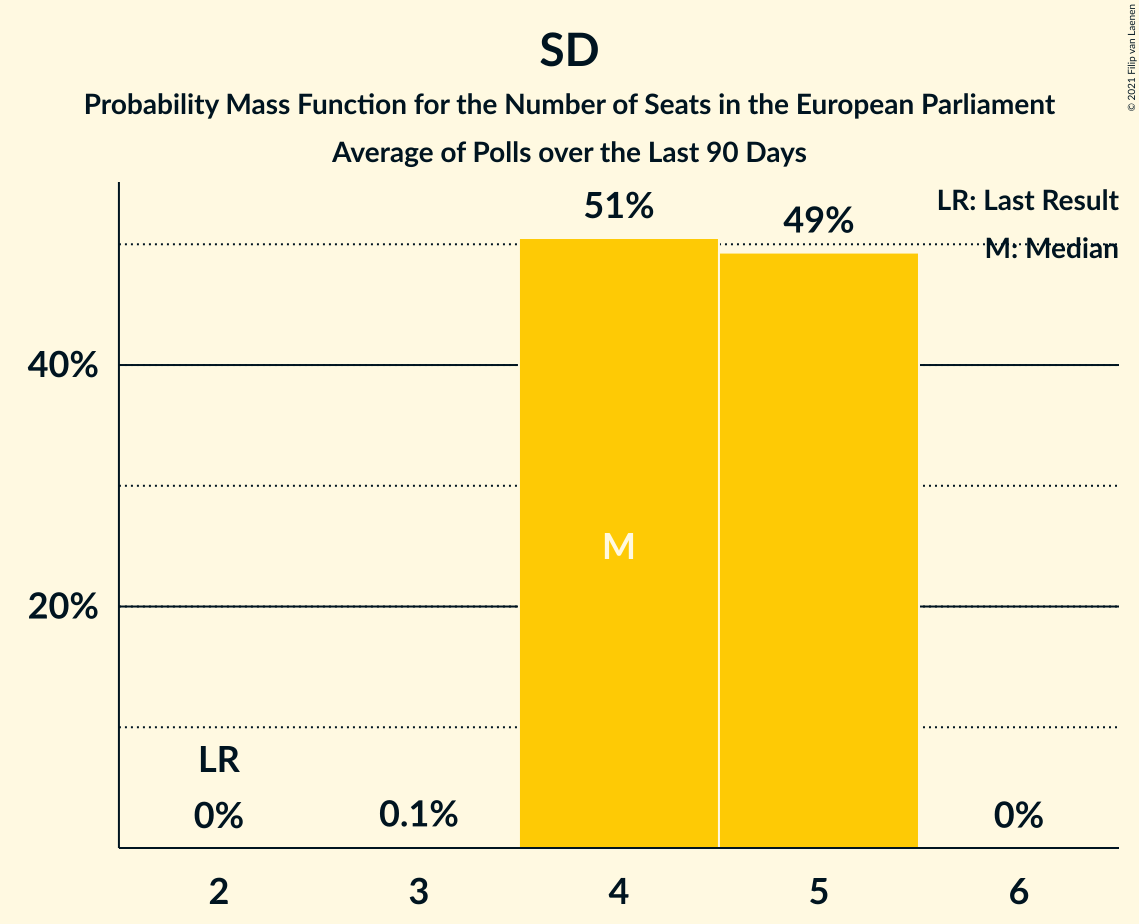 SD
Probability Mass Function for the Number of Seats in the European Parliament
Average of Polls over the Last 90 Days
© 2021 Filip van Laenen
LR: Last Result
M: Median
51%
49%
40%
M
20%
LR
0%
0.1%
0%
2
3
4
5
6